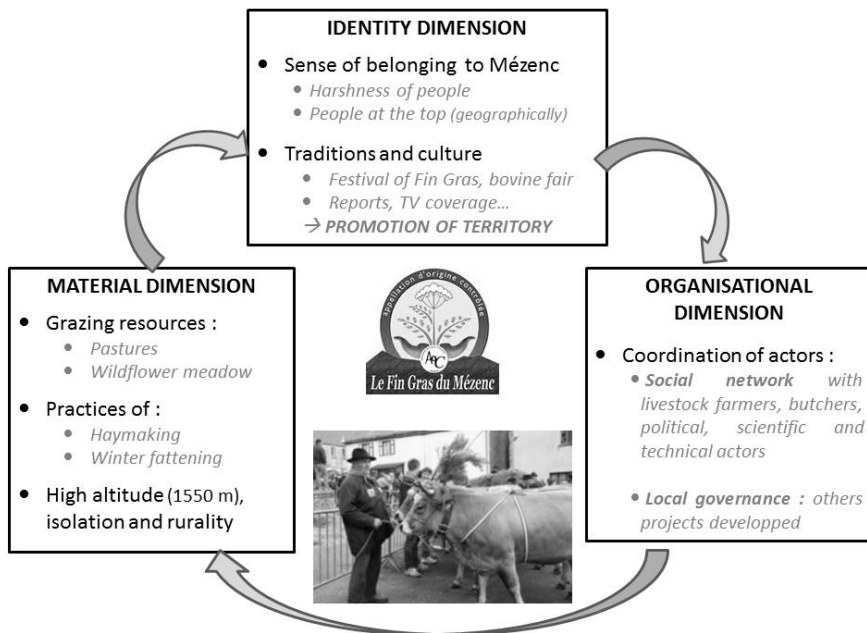 IDENTITY DIMENSION
• Sense of belonging to Mézenc
• Harshness of people
• People at the top (geographically)
• Traditions and culture
• Festival of Fin Gras, bovine fair
• Reports, TV coverage...
→ PROMOTION OF TERRITORY
MATERIAL DIMENSION
• Grazing resources :
• Pastures
• Wildflower meadow
• Practices of :
• Haymaking
• Winter fattening
• High altitude (1550 m),
isolation and rurality
appellation d'origine contrôlée
AOC
Le Fin Gras du Mézenc
ORGANISATIONAL
DIMENSION
• Coordination of actors :
• Social network with
livestock farmers, butchers,
political, scientific and
technical actors
• Local governance : others
projects developped